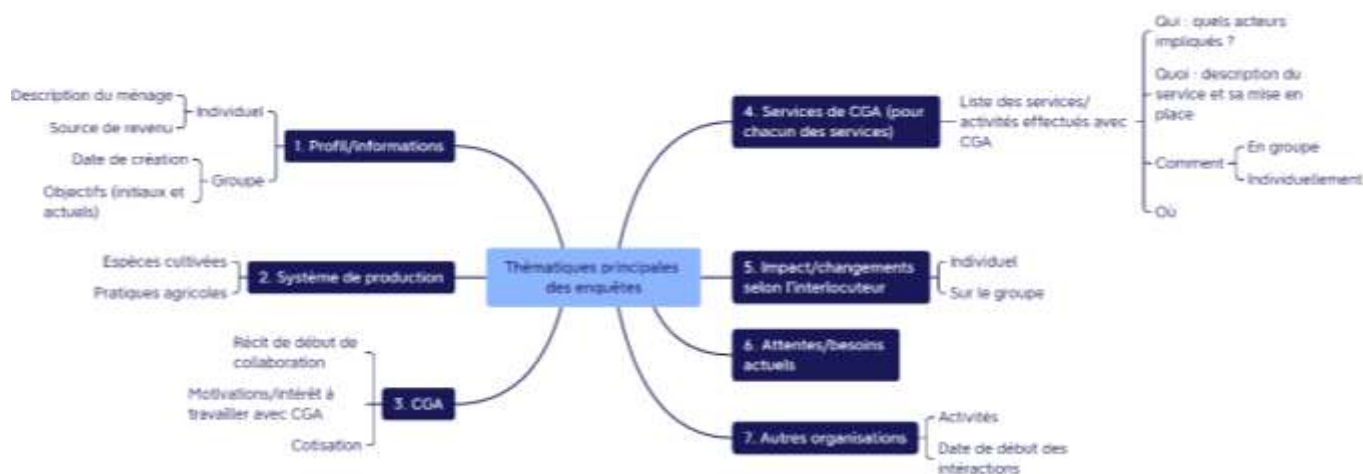 Thématiques principales
des enquêtes
1. Profil/informations
Individuel
Description du ménage
Source de revenu
Groupe
Date de création
Objectifs (initiaux et
actuels)
2. Système de production
Espèces cultivées
Pratiques agricoles
3. CGA
Récit de début de
collaboration
Motivations/intérêt à
travailler avec CGA
Cotisation
4. Services de CGA (pour
chacun des services)
Liste des services/
activités effectués avec
CGA
Qui : quels acteurs
impliqués ?
Quoi : description du
service et sa mise en
place
Comment
En groupe
Individuellement
Où
5. Impact/changements
selon l'interlocuteur
Individuel
Sur le groupe
6. Attentes/besoins
actuels
7. Autres organisations
Activités
Date de début des
intéractions